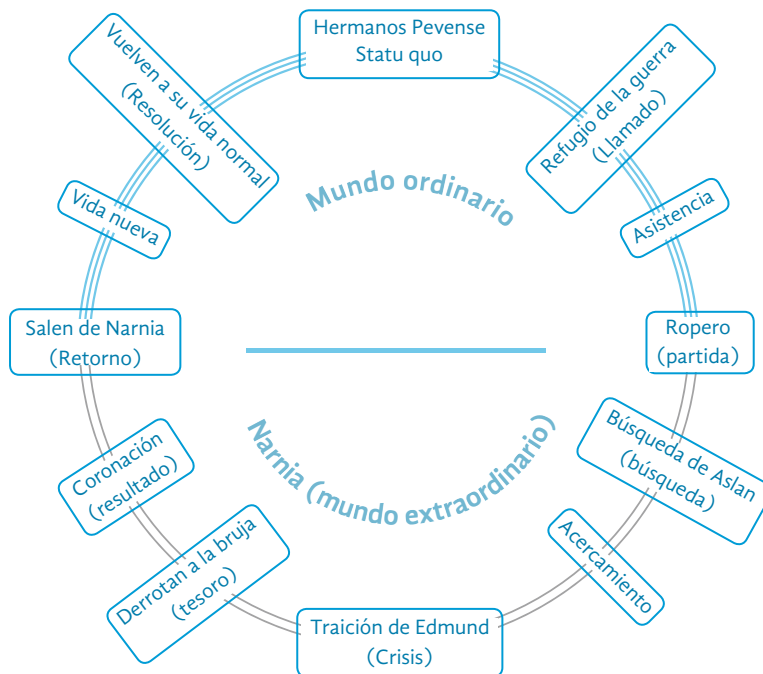 Hermanos Pevense
Statu quo
Refugio de la guerra
(Llamado)
Asistencia
Ropero
(partida)
Búsqueda de Aslan
(búsqueda)
Acercamiento
Traición de Edmund
(Crisis)
Derrotan a la bruja
(tesoro)
Coronación
(resultado)
Salen de Narnia
(Retorno)
Vida nueva
Vuelven a su vida normal
(Resolución)
Mundo ordinario
Narnia (mundo extraordinario)